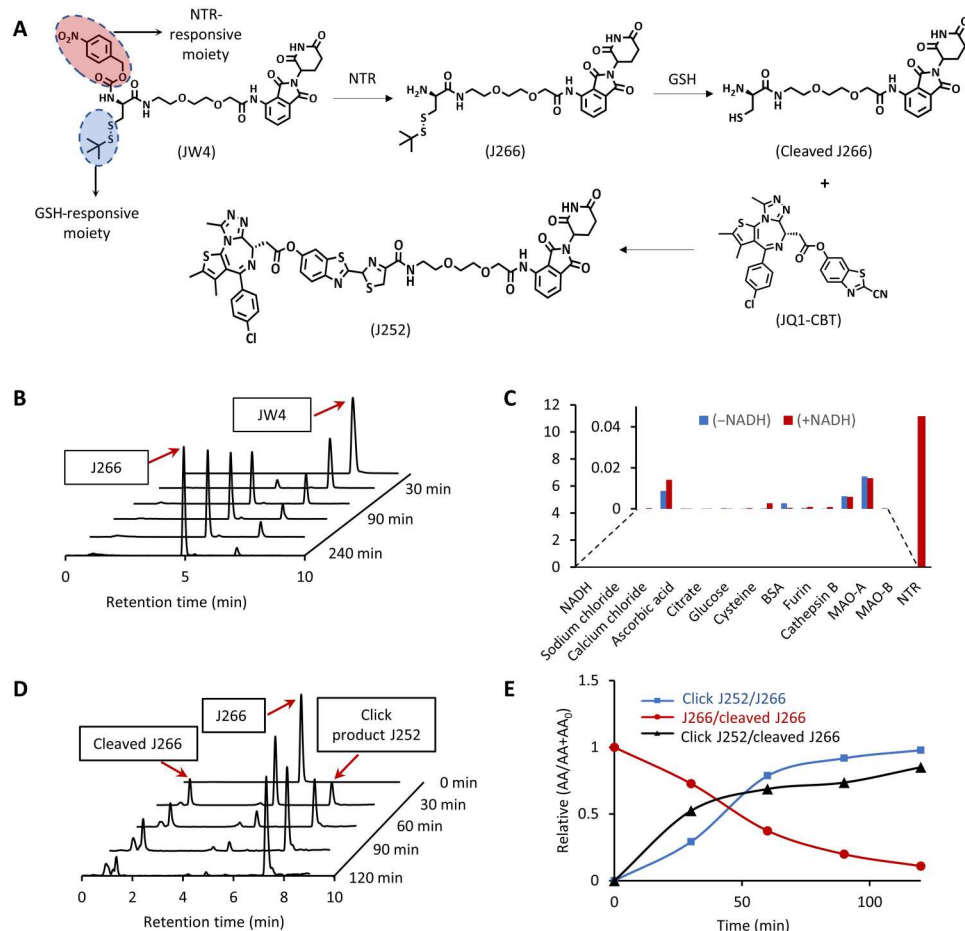 A
NTR-
responsive
moiety
NTR
GSH
(JW4)
(J266)
(Cleaved J266)
+
GSH-responsive
moiety
(J252)
(JQ1-CBT)
B
JW4
J266
30 min
90 min
240 min
0
5
10
Retention time (min)
C
(−NADH)
(+NADH)
12
10
8
6
4
2
0
0.04
0.02
0
NADH
Sodium chloride
Calcium chloride
Ascorbic acid
Citrate
Glucose
Cysteine
BSA
Furin
Cathepsin B
MAO-A
MAO-B
NTR
D
J266
Cleaved J266
Click
product J252
0 min
30 min
60 min
90 min
120 min
0
2
4
6
8
10
Retention time (min)
E
Click J252/J266
J266/cleaved J266
Click J252/cleaved J266
Relative (AA/AA+AA₀)
1.5
1
0.5
0
0
50
100
Time (min)